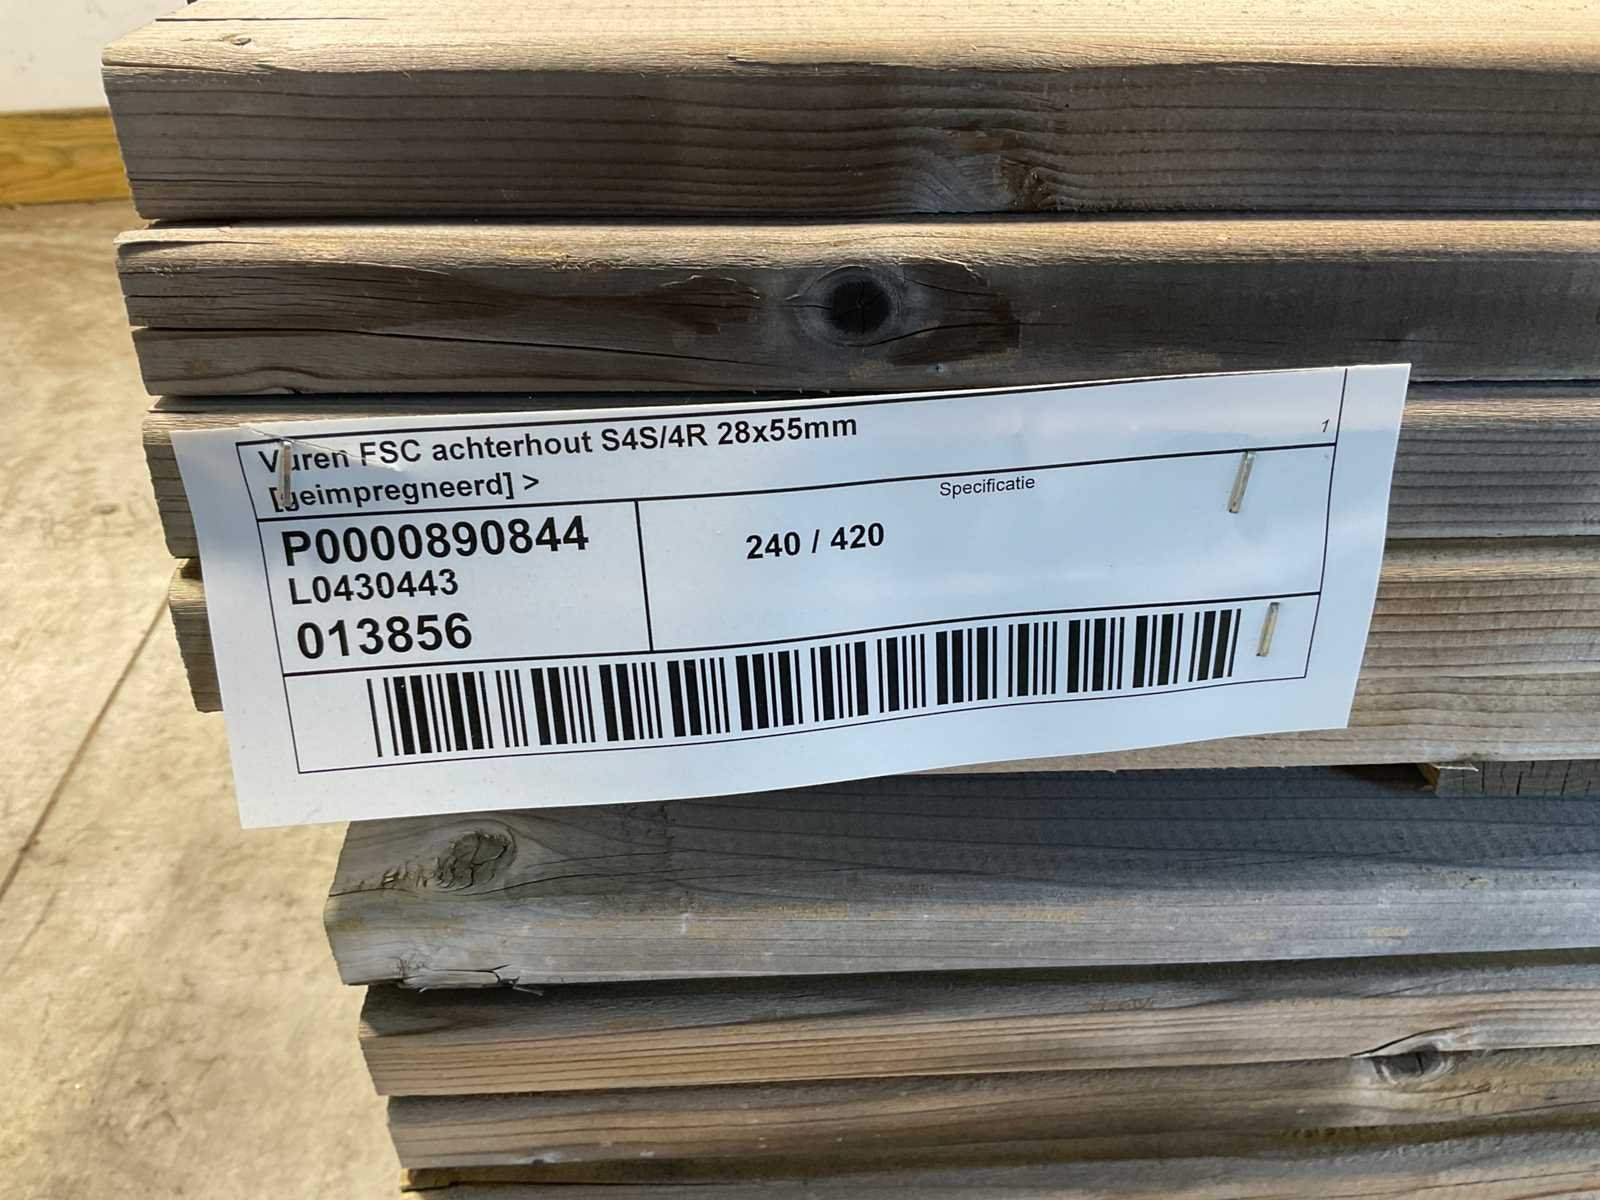 Vuren FSC achterhout S4S/4R 28x55mm
[geimpregneerd] >
1
P0000890844
L0430443
013856
Specificatie
240 / 420